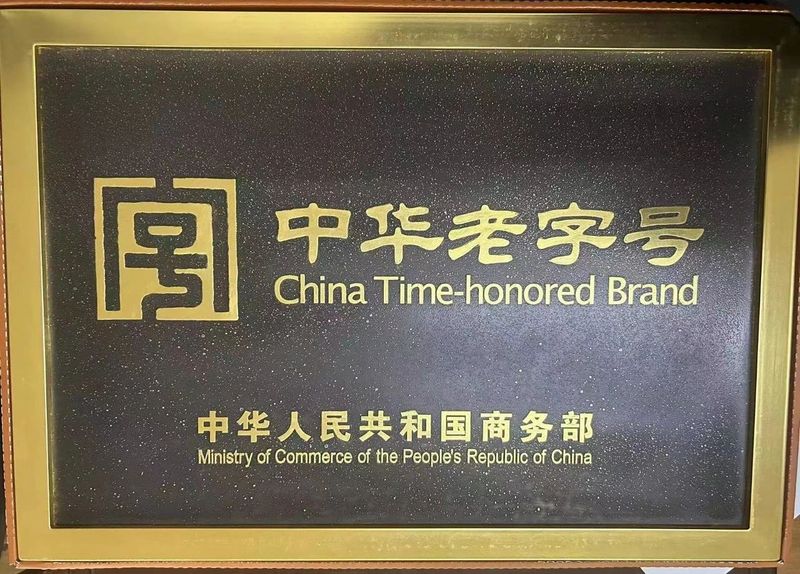 中华老字号
China Time-honored Brand
中华人民共和国商务部
Ministry of Commerce of the People's Republic of China